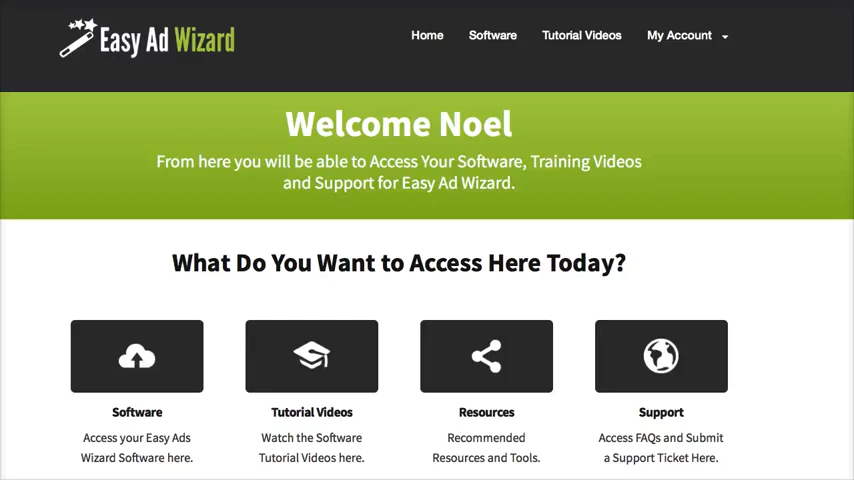 Easy Ad Wizard
Home Software Tutorial Videos My Account
Welcome Noel
From here you will be able to Access Your Software, Training Videos
and Support for Easy Ad Wizard.
What Do You Want to Access Here Today?
Software
Access your Easy Ads
Wizard Software here.
Tutorial Videos
Watch the Software
Tutorial Videos here.
Resources
Recommended
Resources and Tools.
Support
Access FAQs and Submit
a Support Ticket Here.